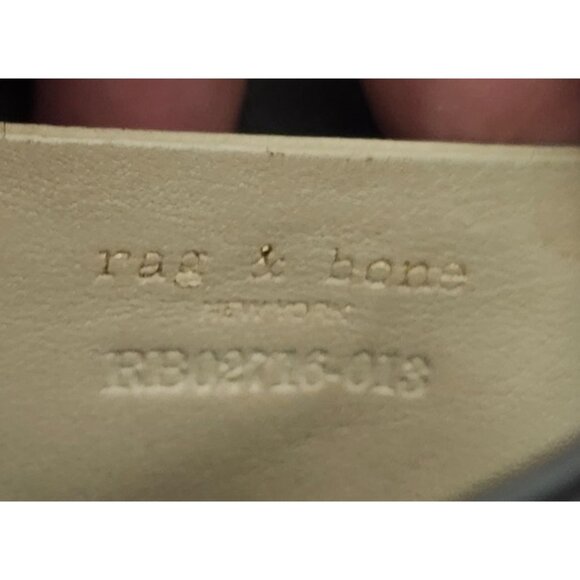 rag & bone
NEW YORK
RB02X16-013